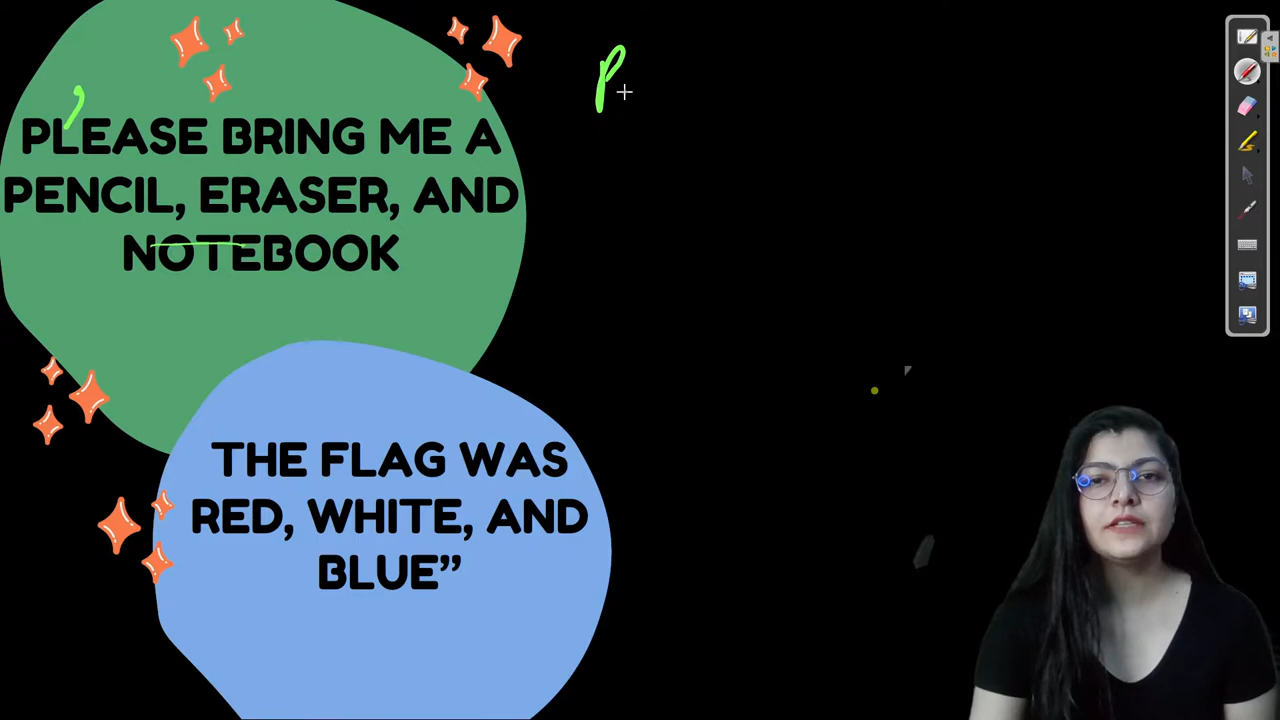 PLEASE BRING ME A
PENCIL, ERASER, AND
NOTEBOOK
THE FLAG WAS
RED, WHITE, AND
BLUE”
,
P